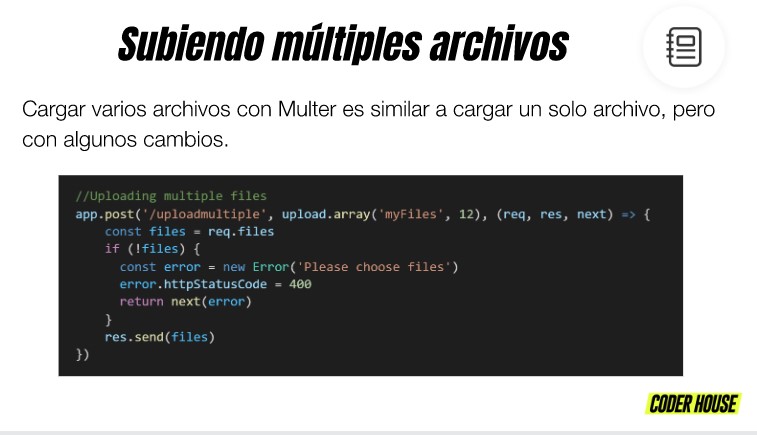 Subiendo múltiples archivos
Cargar varios archivos con Multer es similar a cargar un solo archivo, pero
con algunos cambios.
//Uploading multiple files
app.post('/uploadmultiple', upload.array('myFiles', 12), (req, res, next) => {
    const files = req.files
    if (!files) {
      const error = new Error('Please choose files')
      error.httpStatusCode = 400
      return next(error)
    }
    res.send(files)
})
CODER HOUSE